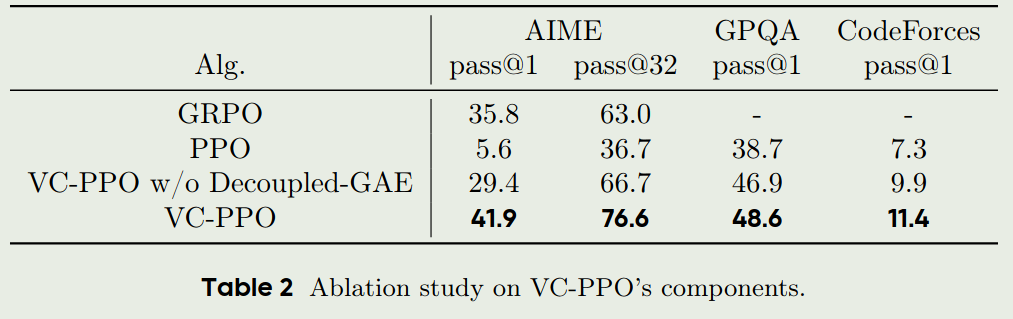 AIME GPQA CodeForces
Alg. pass@1 pass@32 pass@1 pass@1
GRPO 35.8 63.0 - -
PPO 5.6 36.7 38.7 7.3
VC-PPO w/o Decoupled-GAE 29.4 66.7 46.9 9.9
VC-PPO 41.9 76.6 48.6 11.4
Table 2 Ablation study on VC-PPO's components.